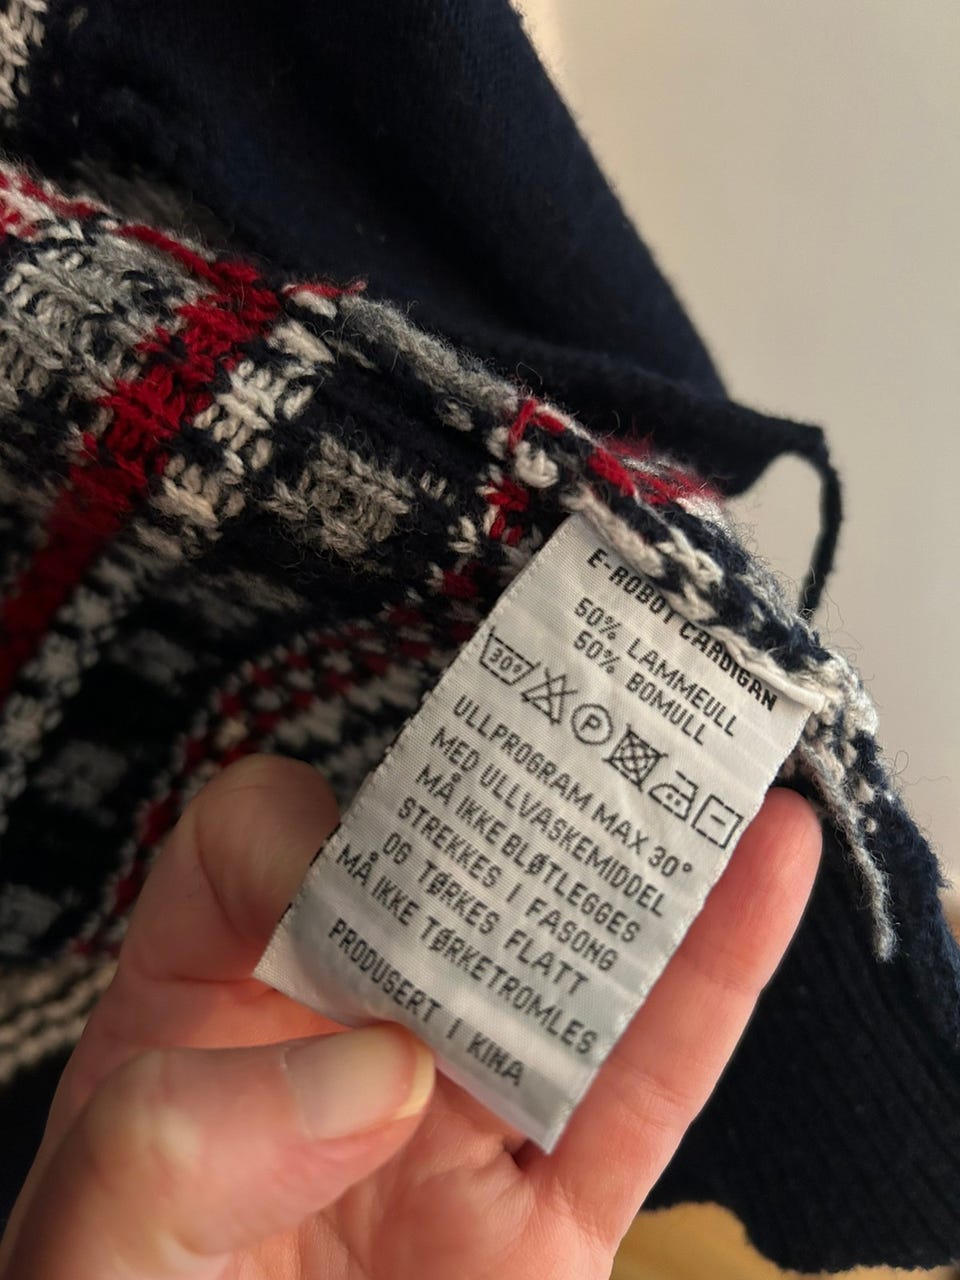 E-ROBOT CARDIGAN
50% LAMMEULL
50% BOMULL
30° P
ULLPROGRAM MAX 30°
MED ULLVASKEMIDDEL
MÅ IKKE BLØTLEGGES
STREKKES I FASONG
OG TØRKES FLATT
MÅ IKKE TØRKETROMLES
PRODUSERT I KINA